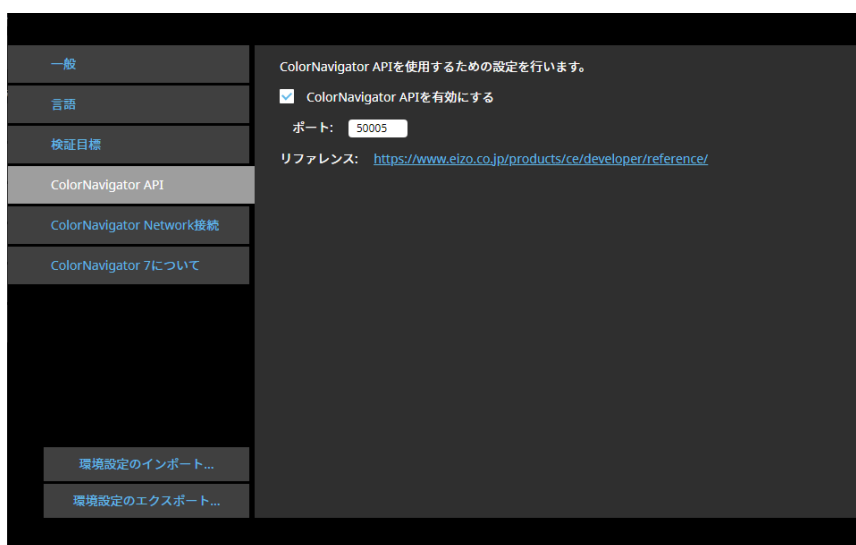 一般
言語
検証目標
ColorNavigator API
ColorNavigator Network接続
ColorNavigator 7について
環境設定のインポート...
環境設定のエクスポート...
ColorNavigator APIを使用するための設定を行います。
ColorNavigator APIを有効にする
ポート: 50005
リファレンス: https://www.eizo.co.jp/products/ce/developer/reference/